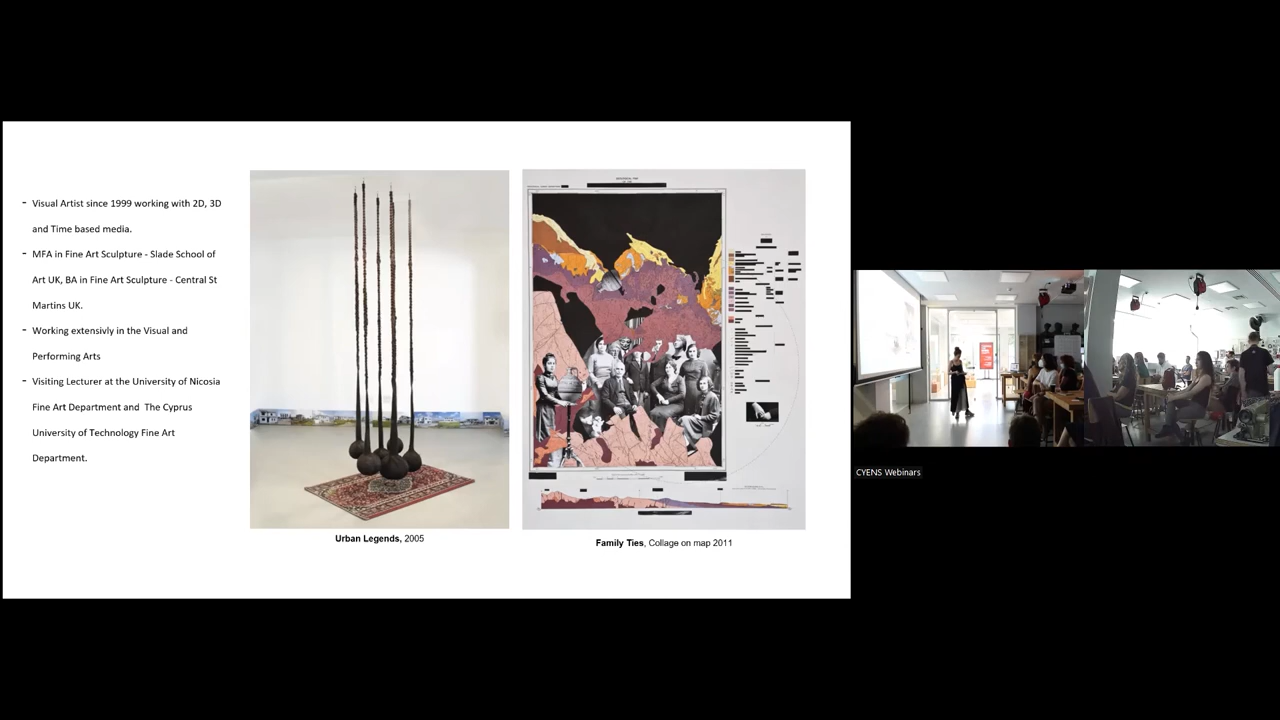 - Visual Artist since 1999 working with 2D, 3D
and Time based media.
- MFA in Fine Art Sculpture - Slade School of
Art UK, BA in Fine Art Sculpture - Central St
Martins UK.
- Working extensivly in the Visual and
Performing Arts
- Visiting Lecturer at the University of Nicosia
Fine Art Department and The Cyprus
University of Technology Fine Art
Department.
Urban Legends, 2005
Family Ties, Collage on map 2011
CYENS Webinars